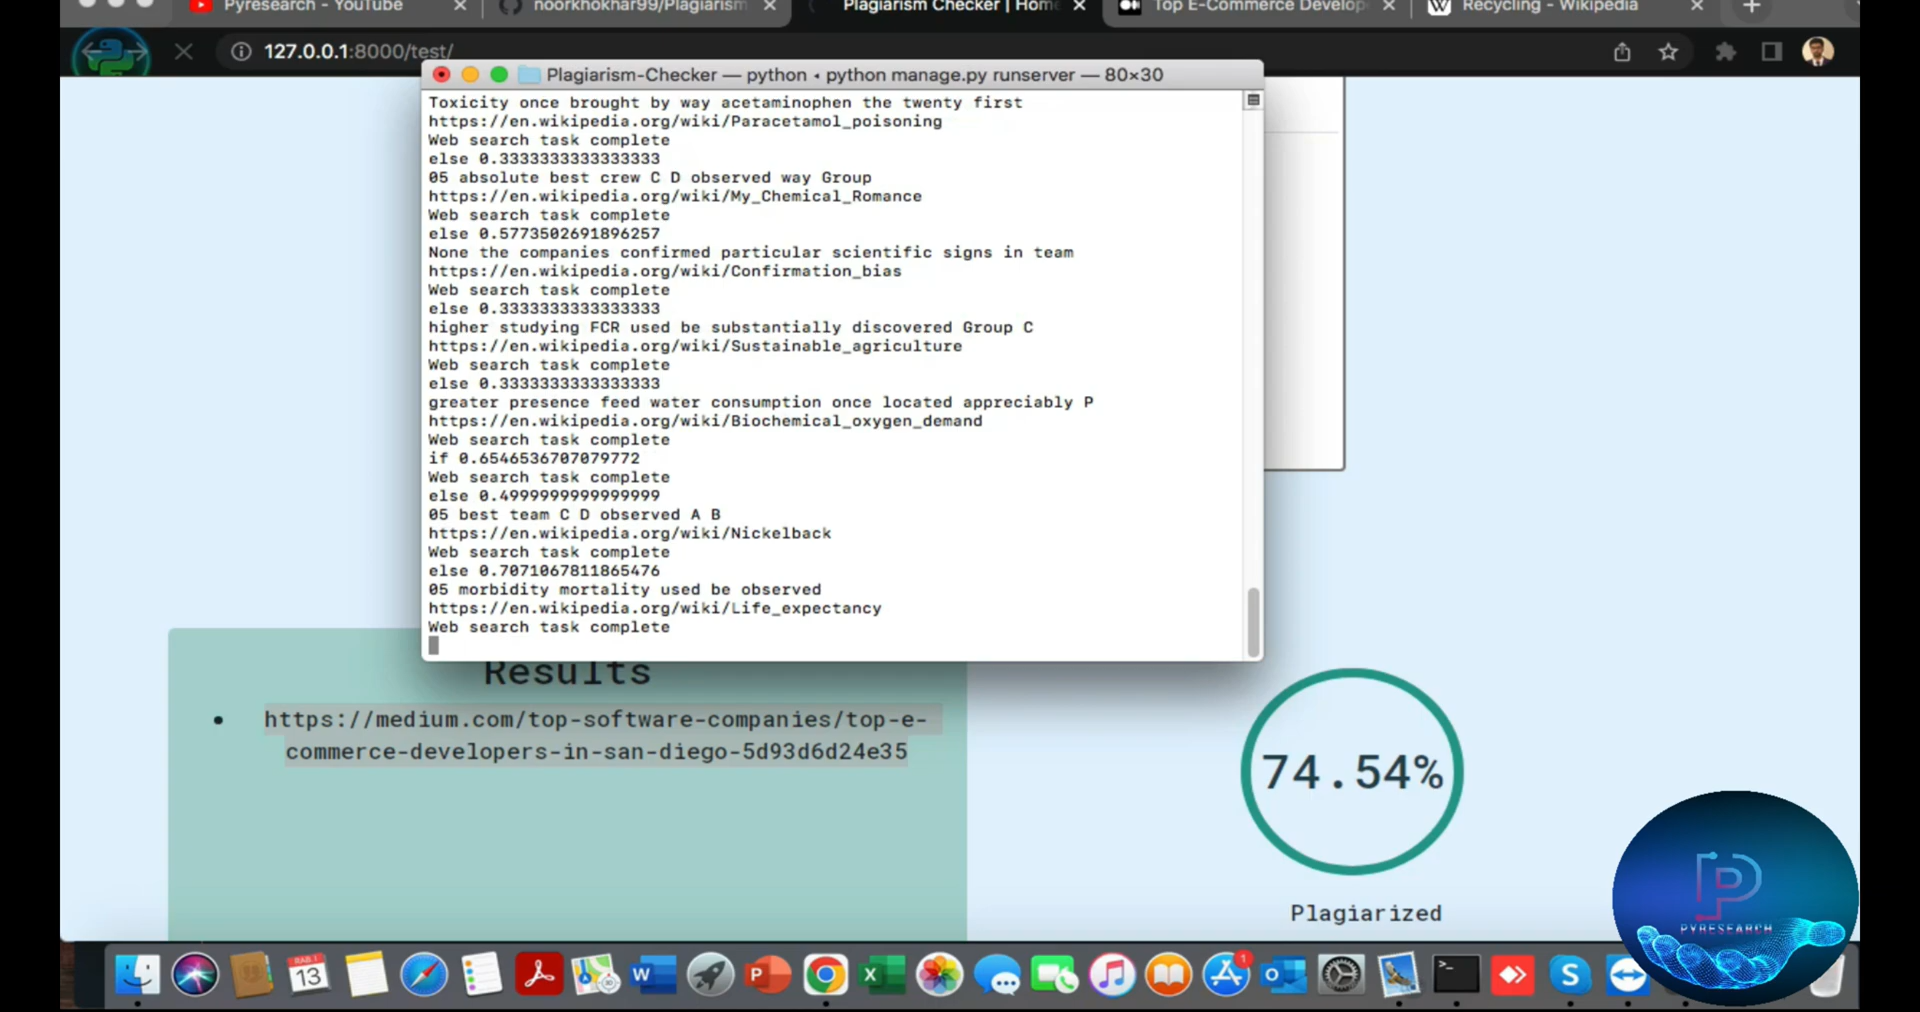 Pyresearch - YouTube
noorkhokhar99/Plagiarism
Plagiarism Checker | Home
Top E-Commerce Develop
Recycling - Wikipedia
127.0.0.1:8000/test/
Plagiarism-Checker — python ◂ python manage.py runserver — 80×30
Toxicity once brought by way acetaminophen the twenty first
https://en.wikipedia.org/wiki/Paracetamol_poisoning
Web search task complete
else 0.3333333333333333
05 absolute best crew C D observed way Group
https://en.wikipedia.org/wiki/My_Chemical_Romance
Web search task complete
else 0.5773502691896257
None the companies confirmed particular scientific signs in team
https://en.wikipedia.org/wiki/Confirmation_bias
Web search task complete
else 0.3333333333333333
higher studying FCR used be substantially discovered Group C
https://en.wikipedia.org/wiki/Sustainable_agriculture
Web search task complete
else 0.3333333333333333
greater presence feed water consumption once located appreciably P
https://en.wikipedia.org/wiki/Biochemical_oxygen_demand
Web search task complete
if 0.6546536707079772
Web search task complete
else 0.4999999999999999
05 best team C D observed A B
https://en.wikipedia.org/wiki/Nickelback
Web search task complete
else 0.7071067811865476
05 morbidity mortality used be observed
https://en.wikipedia.org/wiki/Life_expectancy
Web search task complete
Results
• https://medium.com/top-software-companies/top-e-
commerce-developers-in-san-diego-5d93d6d24e35
74.54%
Plagiarized
PYRESEARCH
13
1